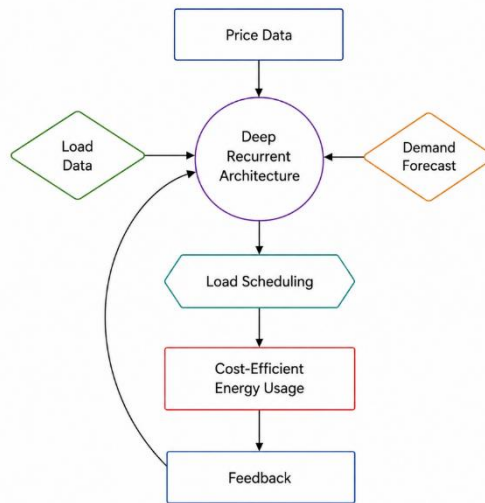 Price Data
Load
Data
Deep
Recurrent
Architecture
Demand
Forecast
Load Scheduling
Cost-Efficient
Energy Usage
Feedback